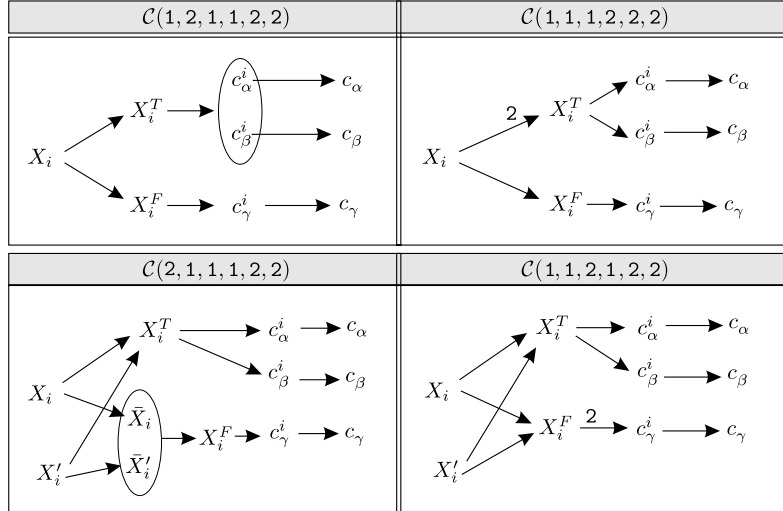 𝒞(1, 2, 1, 1, 2, 2)
X_i X_i^T X_i^F
c_α^i c_α
c_β^i c_β
c_γ^i c_γ
𝒞(1, 1, 1, 2, 2, 2)
X_i 2 X_i^T X_i^F
c_α^i c_α
c_β^i c_β
c_γ^i c_γ
𝒞(2, 1, 1, 1, 2, 2)
X_i^T c_α^i c_α
c_β^i c_β
X_i X̄_i
X_i^F c_γ^i c_γ
X_i′ X̄_i′
𝒞(1, 1, 2, 1, 2, 2)
X_i^T c_α^i c_α
X_i c_β^i c_β
X_i^F 2 c_γ^i c_γ
X_i′